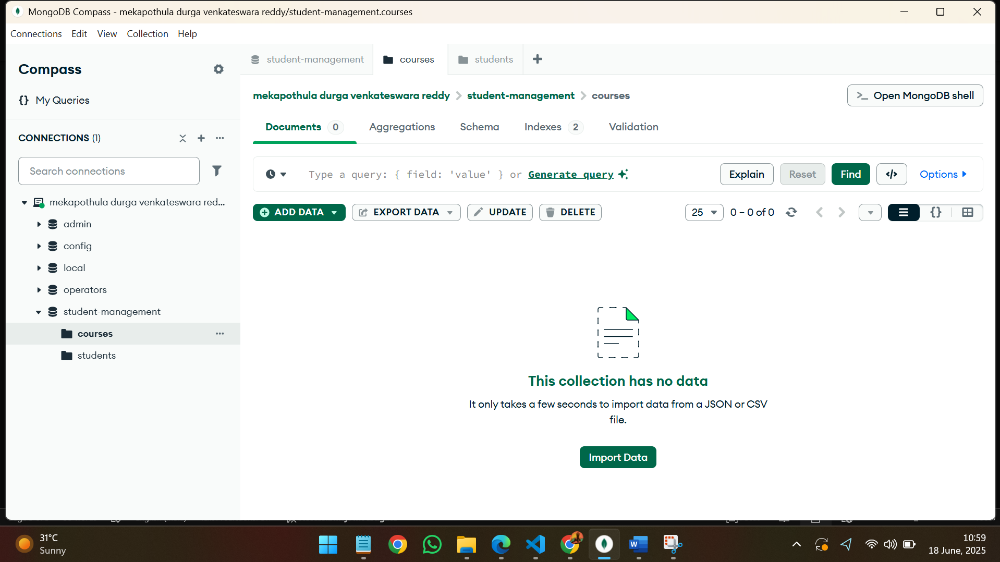 MongoDB Compass - mekapothula durga venkateswara reddy/student-management.courses
Connections Edit View Collection Help
Compass
My Queries
CONNECTIONS (1)
Search connections
mekapothula durga venkateswara red...
admin
config
local
operators
student-management
courses
students
student-management courses students
mekapothula durga venkateswara reddy > student-management > courses
>_ Open MongoDB shell
Documents 0 Aggregations Schema Indexes 2 Validation
Type a query: { field: 'value' } or Generate query
Explain Reset Find </> Options
ADD DATA EXPORT DATA UPDATE DELETE
25 0 – 0 of 0 {}
This collection has no data
It only takes a few seconds to import data from a JSON or CSV
file.
Import Data
31°C
Sunny
10:59
18 June, 2025